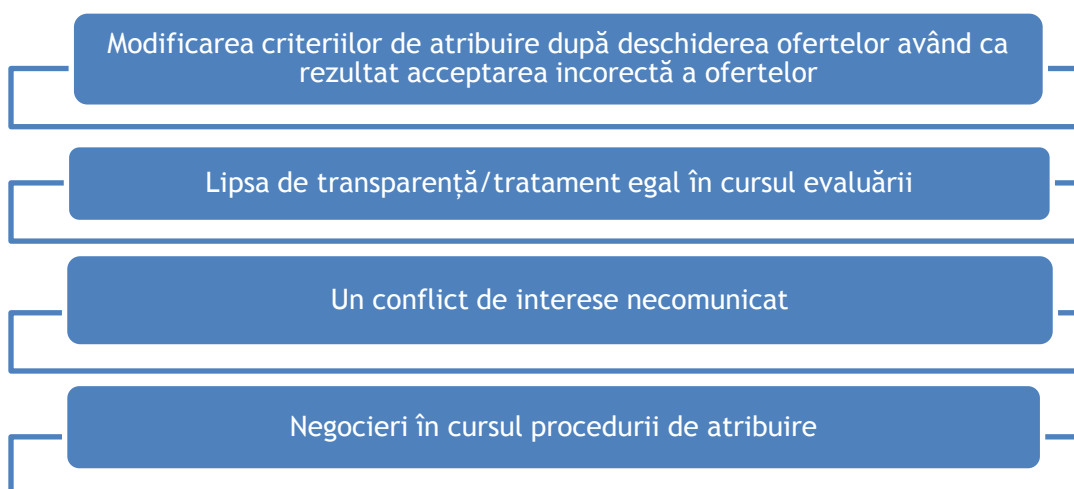 Modificarea criteriilor de atribuire după deschiderea ofertelor având ca
rezultat acceptarea incorectă a ofertelor
Lipsa de transparență/tratament egal în cursul evaluării
Un conflict de interese necomunicat
Negocieri în cursul procedurii de atribuire